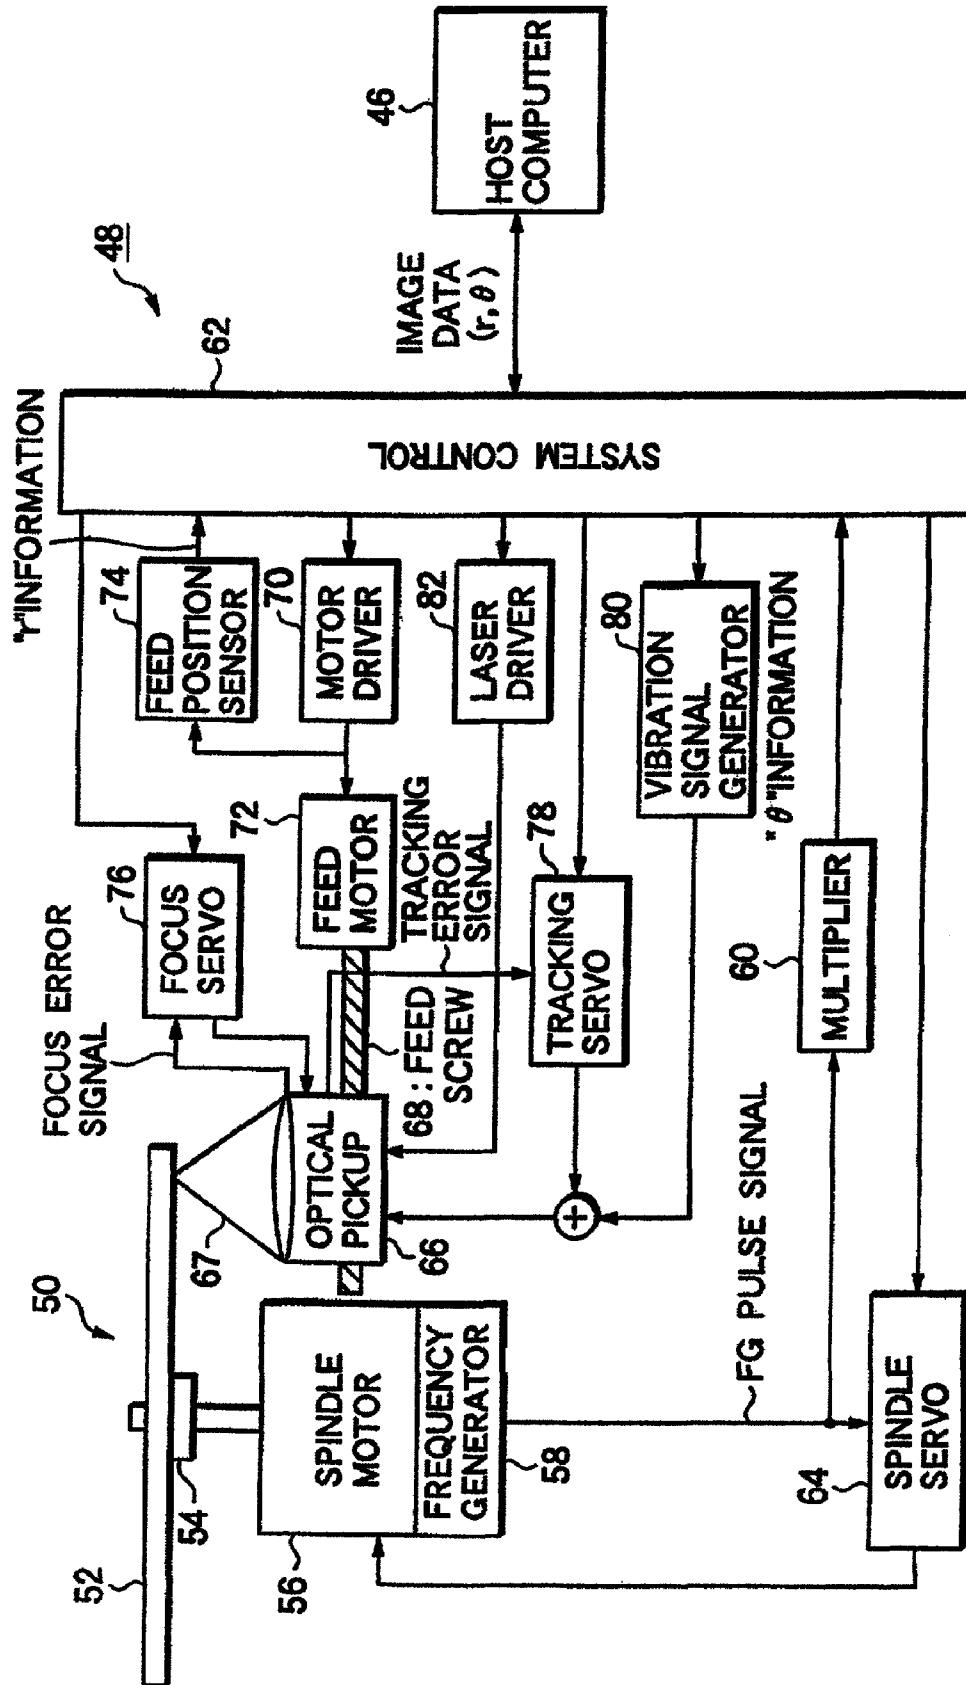 48
46
HOST
COMPUTER
IMAGE
DATA
(r, θ)
62
SYSTEM CONTROL
"r"INFORMATION
74
FEED
POSITION
SENSOR
70
MOTOR
DRIVER
82
LASER
DRIVER
80
VIBRATION
SIGNAL
GENERATOR
"θ"INFORMATION
FOCUS ERROR
SIGNAL
76
FOCUS
SERVO
72
FEED MOTOR
TRACKING
ERROR
SIGNAL
78
TRACKING
SERVO
60
MULTIPLIER
68 : FEED
SCREW
50
67
OPTICAL
PICKUP
66
FG PULSE SIGNAL
52
54
SPINDLE
MOTOR
56
FREQUENCY
GENERATOR
58
64
SPINDLE
SERVO